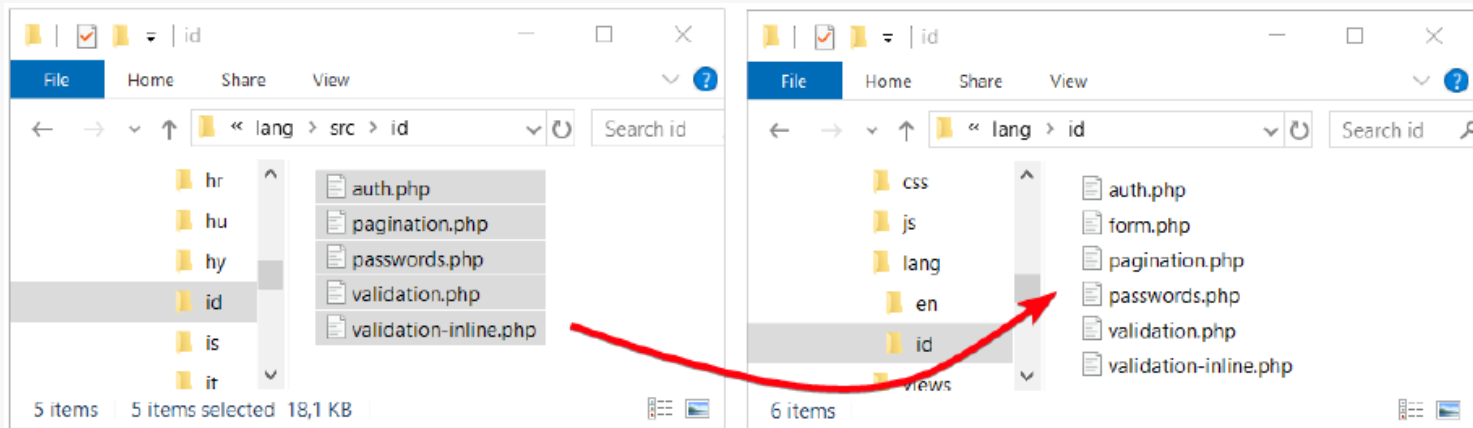 id
File Home Share View
« lang > src > id
Search id
hr
hu
hy
id
is
it
auth.php
pagination.php
passwords.php
validation.php
validation-inline.php
5 items 5 items selected 18,1 KB
id
File Home Share View
« lang > id
Search id
css
js
lang
en
id
views
auth.php
form.php
pagination.php
passwords.php
validation.php
validation-inline.php
6 items